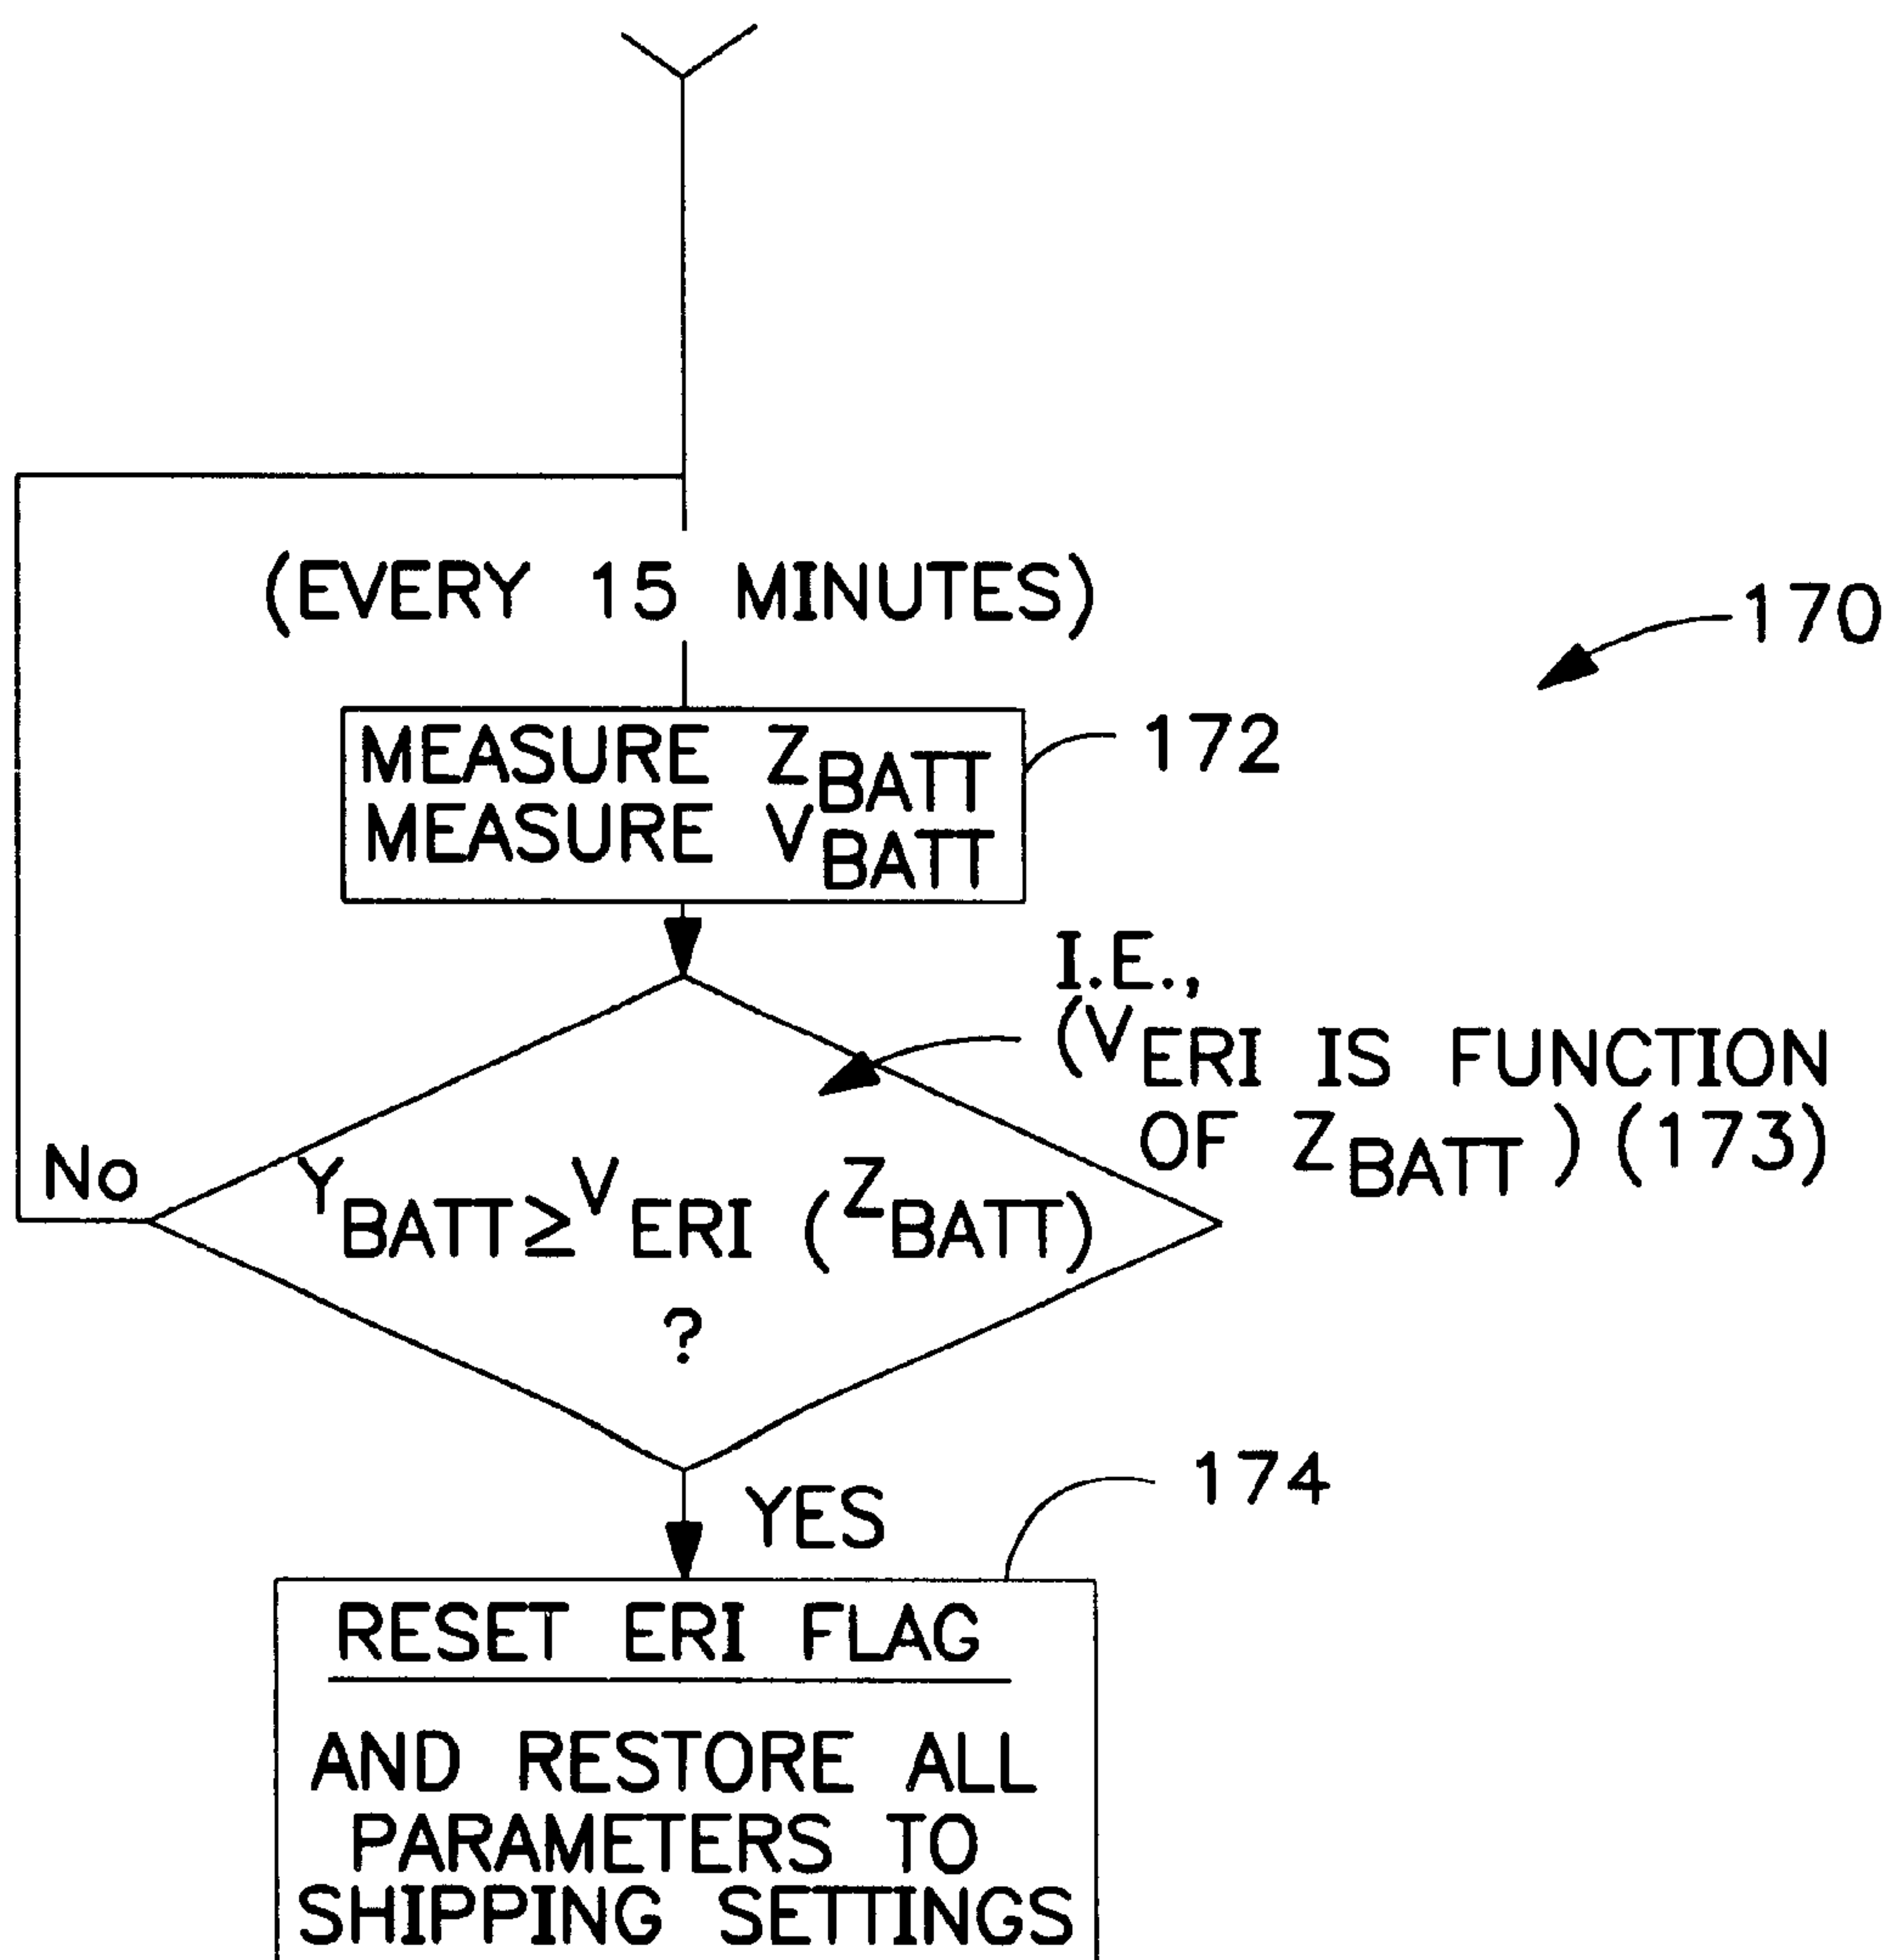 (EVERY 15 MINUTES)
170
MEASURE ZBATT
172
MEASURE VBATT
I.E.,
(VERI IS FUNCTION
OF ZBATT) (173)
No
YBATT≥VERI (ZBATT)
?
YES
174
RESET ERI FLAG
AND RESTORE ALL
PARAMETERS TO
SHIPPING SETTINGS